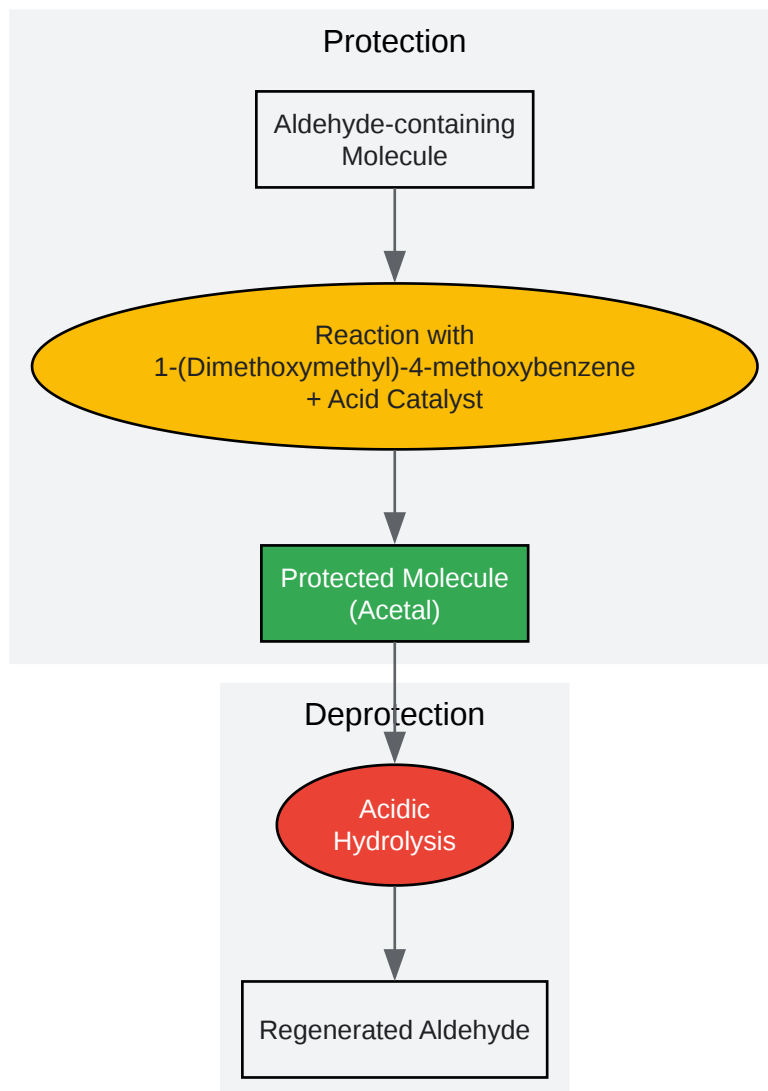 Protection
Aldehyde-containing
Molecule
Reaction with
1-(Dimethoxymethyl)-4-methoxybenzene
+ Acid Catalyst
Protected Molecule
(Acetal)
Deprotection
Acidic
Hydrolysis
Regenerated Aldehyde